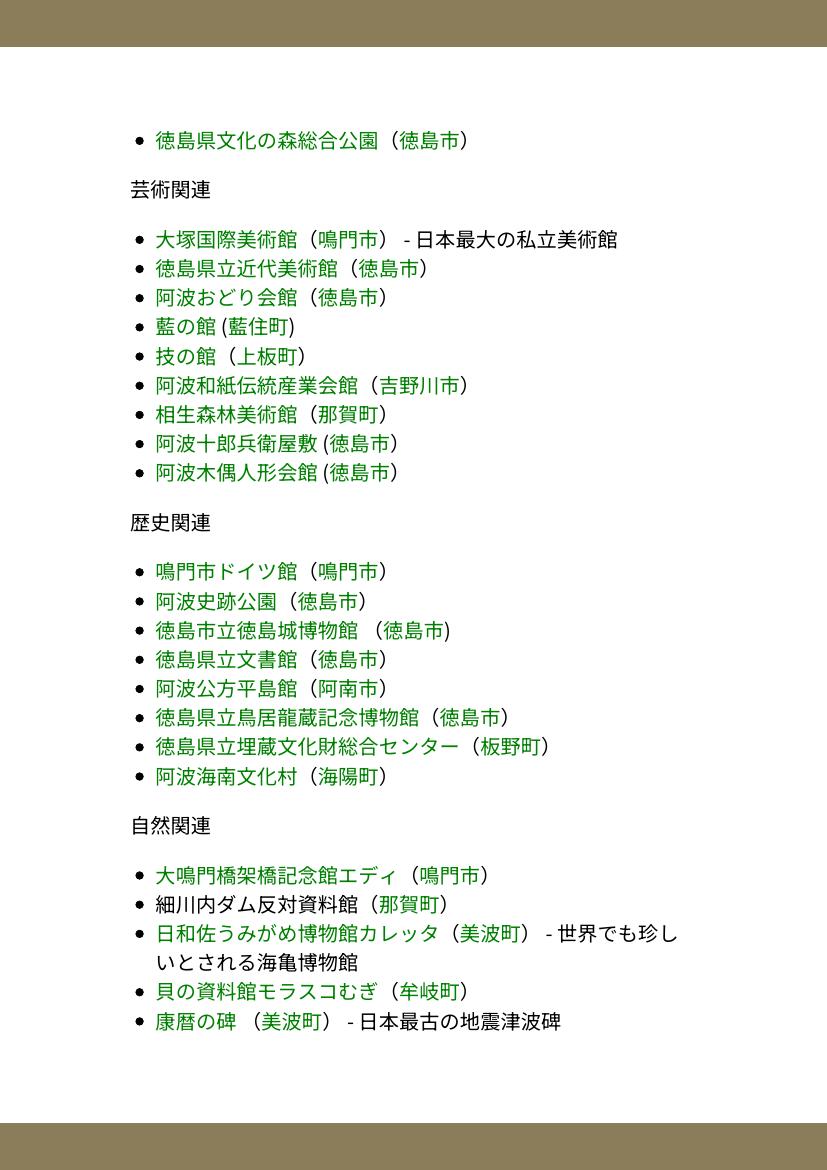 • 徳島県文化の森総合公園（徳島市）
芸術関連
• 大塚国際美術館（鳴門市） - 日本最大の私立美術館
• 徳島県立近代美術館（徳島市）
• 阿波おどり会館（徳島市）
• 藍の館 (藍住町)
• 技の館（上板町）
• 阿波和紙伝統産業会館（吉野川市）
• 相生森林美術館（那賀町）
• 阿波十郎兵衛屋敷 (徳島市）
• 阿波木偶人形会館 (徳島市）
歴史関連
• 鳴門市ドイツ館（鳴門市）
• 阿波史跡公園（徳島市）
• 徳島市立徳島城博物館 （徳島市)
• 徳島県立文書館（徳島市）
• 阿波公方平島館（阿南市）
• 徳島県立鳥居龍蔵記念博物館（徳島市）
• 徳島県立埋蔵文化財総合センター（板野町）
• 阿波海南文化村（海陽町）
自然関連
• 大鳴門橋架橋記念館エディ（鳴門市）
• 細川内ダム反対資料館（那賀町）
• 日和佐うみがめ博物館カレッタ（美波町） - 世界でも珍し
いとされる海亀博物館
• 貝の資料館モラスコむぎ（牟岐町）
• 康暦の碑 （美波町） - 日本最古の地震津波碑